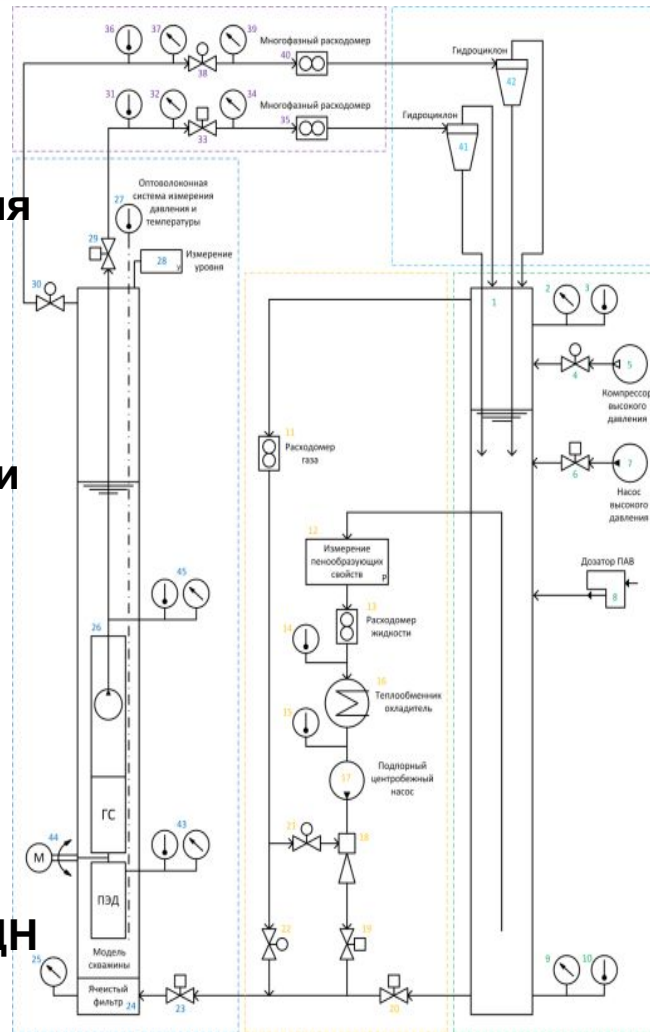 36
37
39
Многофазный расходомер
40
38
31
32
34
Многофазный расходомер
35
33
Гидроциклон
42
Гидроциклон
41
ия
27
Оптоволоконная
система измерения
давления и
температуры
29
28
У
Измерение
уровня
30
1
2
3
4
5
Компрессор
высокого
давления
6
7
Насос
высокого
давления
Дозатор ПАВ
8
11
Расходомер
газа
и
12
Измерение
пенообразующих
свойств
Р
13
Расходомер
жидкости
14
16
Теплообменник
охладитель
15
17
Подпорный
центробежный
насос
45
26
ГС
44
М
43
ПЭД
21
18
ЦН
22
19
Модель
скважины
25
Ячеистый
фильтр
24
23
20
9
10